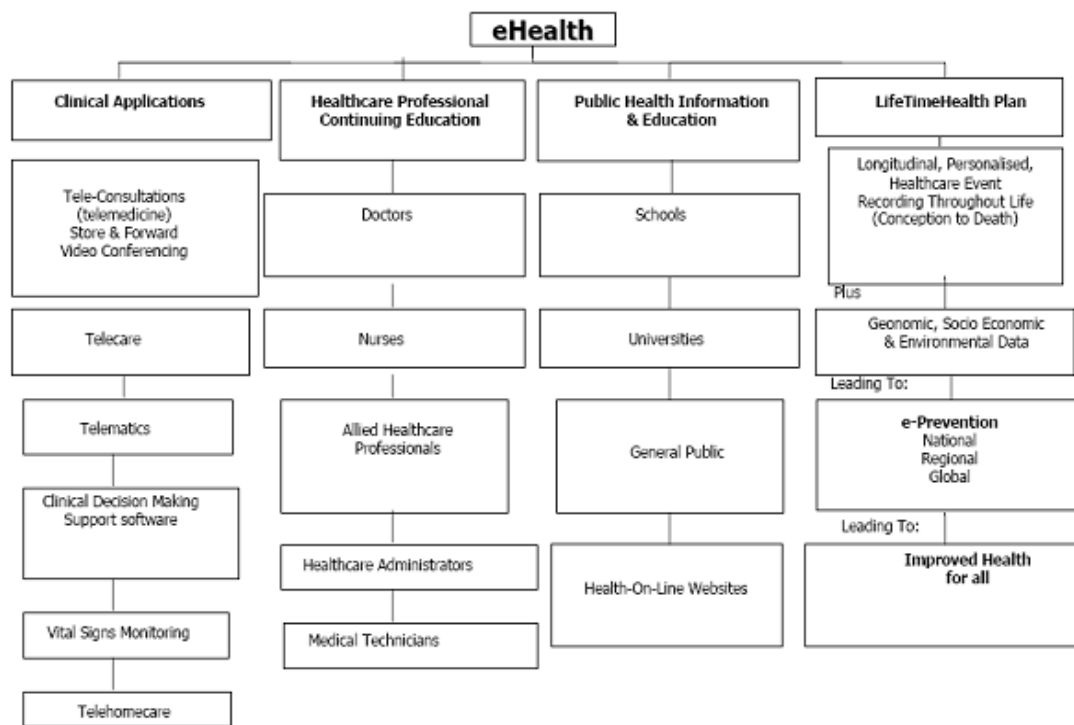 eHealth
Clinical Applications
Healthcare Professional
Continuing Education
Public Health Information
& Education
LifeTimeHealth Plan
Tele-Consultations
(telemedicine)
Store & Forward
Video Conferencing
Telecare
Telematics
Clinical Decision Making
Support software
Vital Signs Monitoring
Telehomecare
Doctors
Nurses
Allied Healthcare
Professionals
Healthcare Administrators
Medical Technicians
Schools
Universities
General Public
Health-On-Line Websites
Longitudinal, Personalised,
Healthcare Event
Recording Throughout Life
(Conception to Death)
Plus
Geonomic, Socio Economic
& Environmental Data
Leading To:
e-Prevention
National
Regional
Global
Leading To:
Improved Health
for all